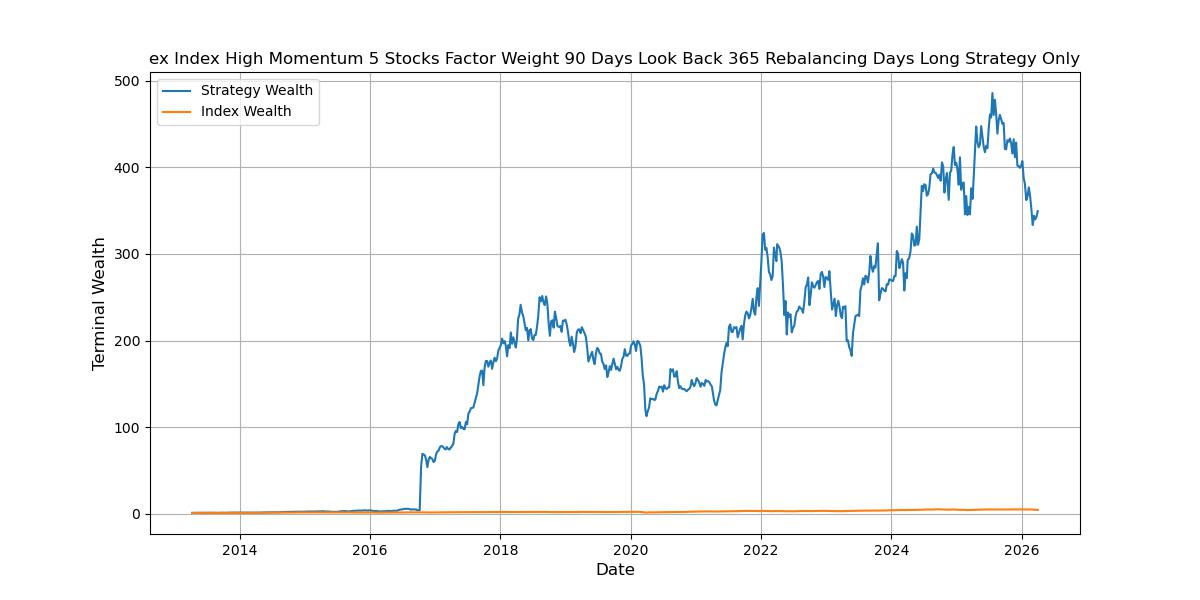 ex Index High Momentum 5 Stocks Factor Weight 90 Days Look Back 365 Rebalancing Days Long Strategy Only
Strategy Wealth
Index Wealth
500
400
300
200
100
0
Terminal Wealth
2014 2016 2018 2020 2022 2024 2026
Date